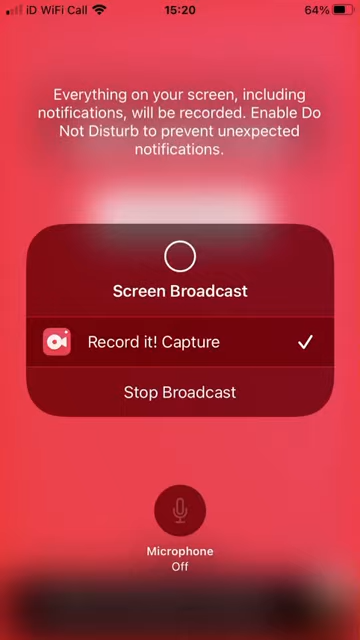 iD WiFi Call 15:20 64%
Everything on your screen, including
notifications, will be recorded. Enable Do
Not Disturb to prevent unexpected
notifications.
Screen Broadcast
Record it! Capture
Stop Broadcast
Microphone
Off